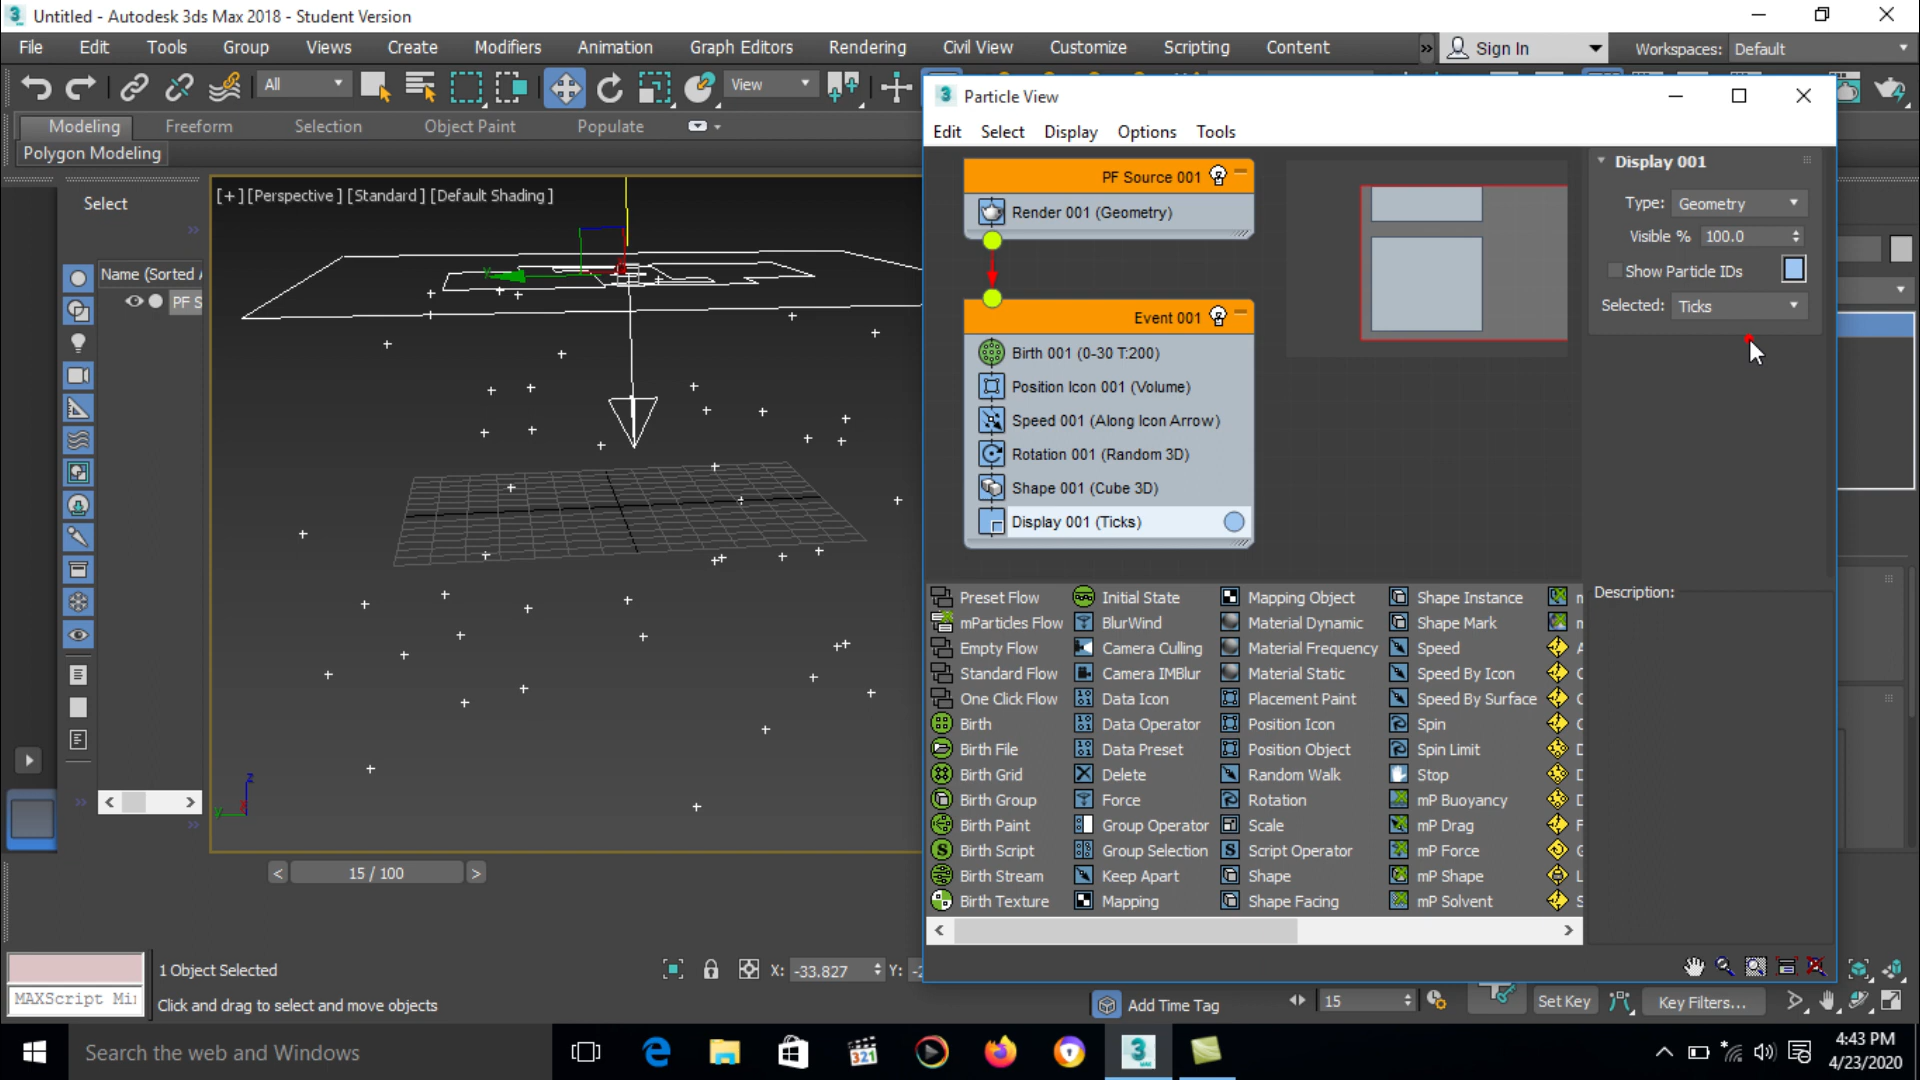 Untitled - Autodesk 3ds Max 2018 - Student Version
File Edit Tools Group Views Create Modifiers Animation Graph Editors Rendering Civil View Customize Scripting Content » Sign In Workspaces: Default
All View
Modeling Freeform Selection Object Paint Populate
Polygon Modeling
Select
Name (Sorted A
PF S
[+] [Perspective] [Standard] [Default Shading]
15 / 100
Particle View
Edit Select Display Options Tools
PF Source 001
Render 001 (Geometry)
Event 001
Birth 001 (0-30 T:200)
Position Icon 001 (Volume)
Speed 001 (Along Icon Arrow)
Rotation 001 (Random 3D)
Shape 001 (Cube 3D)
Display 001 (Ticks)
Display 001
Type: Geometry
Visible % 100.0
Show Particle IDs
Selected: Ticks
Description:
Preset Flow Initial State Mapping Object Shape Instance
mParticles Flow BlurWind Material Dynamic Shape Mark
Empty Flow Camera Culling Material Frequency Speed
Standard Flow Camera IMBlur Material Static Speed By Icon
One Click Flow Data Icon Placement Paint Speed By Surface
Birth Data Operator Position Icon Spin
Birth File Data Preset Position Object Spin Limit
Birth Grid Delete Random Walk Stop
Birth Group Force Rotation mP Buoyancy
Birth Paint Group Operator Scale mP Drag
Birth Script Group Selection Script Operator mP Force
Birth Stream Keep Apart Shape mP Shape
Birth Texture Mapping Shape Facing mP Solvent
MAXScript Mi
1 Object Selected
Click and drag to select and move objects
X: -33.827 Y: -2
Add Time Tag
15
Set Key
Key Filters...
Search the web and Windows
4:43 PM
4/23/2020